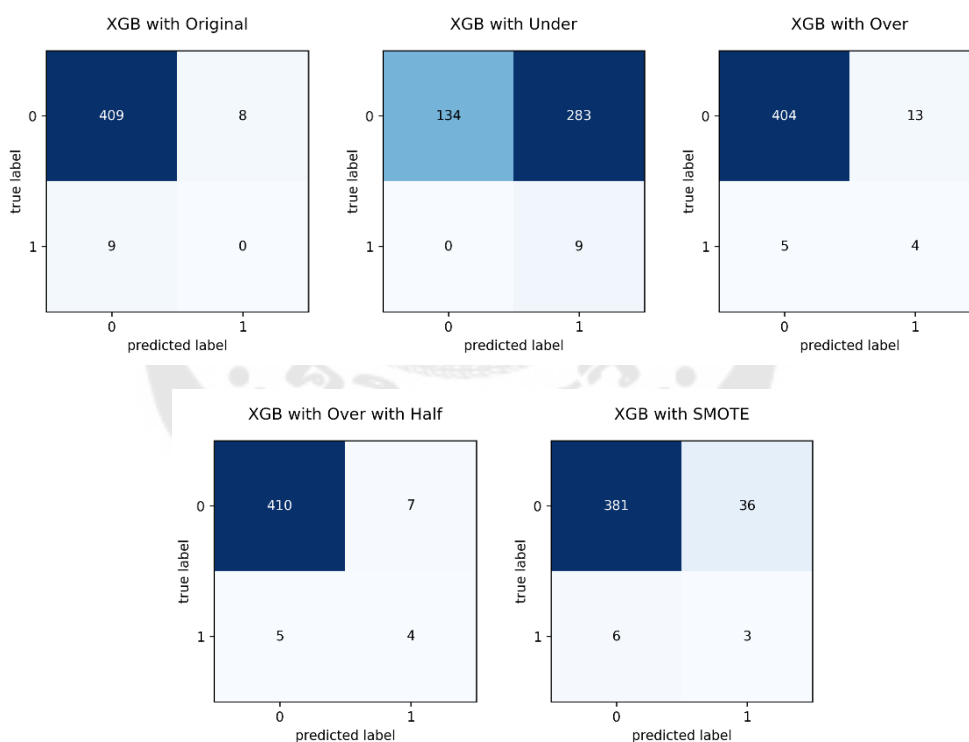 XGB with Original
0
409
8
1
9
0
true label
0
1
predicted label
XGB with Under
0
134
283
1
0
9
true label
0
1
predicted label
XGB with Over
0
404
13
1
5
4
true label
0
1
predicted label
XGB with Over with Half
0
410
7
1
5
4
true label
0
1
predicted label
XGB with SMOTE
0
381
36
1
6
3
true label
0
1
predicted label